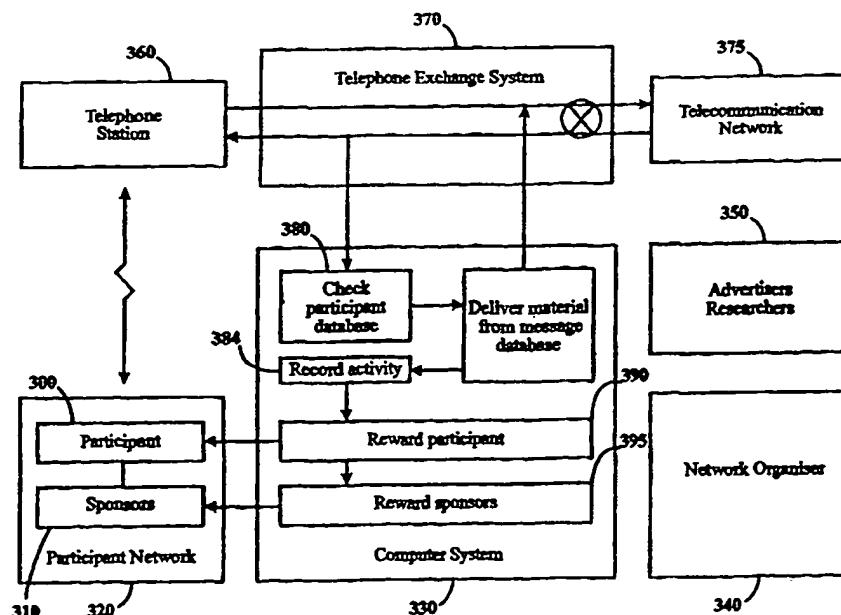 370
360
375
Telephone Exchange System
Telephone
Station
Telecommunication
Network
350
380
Check
participant
database
Deliver material
from message
database
Advertisers
Researchers
384
Record activity
300
390
Participant
Reward participant
395
Network Organiser
Sponsors
Reward sponsors
Participant Network
Computer System
310
320
330
340